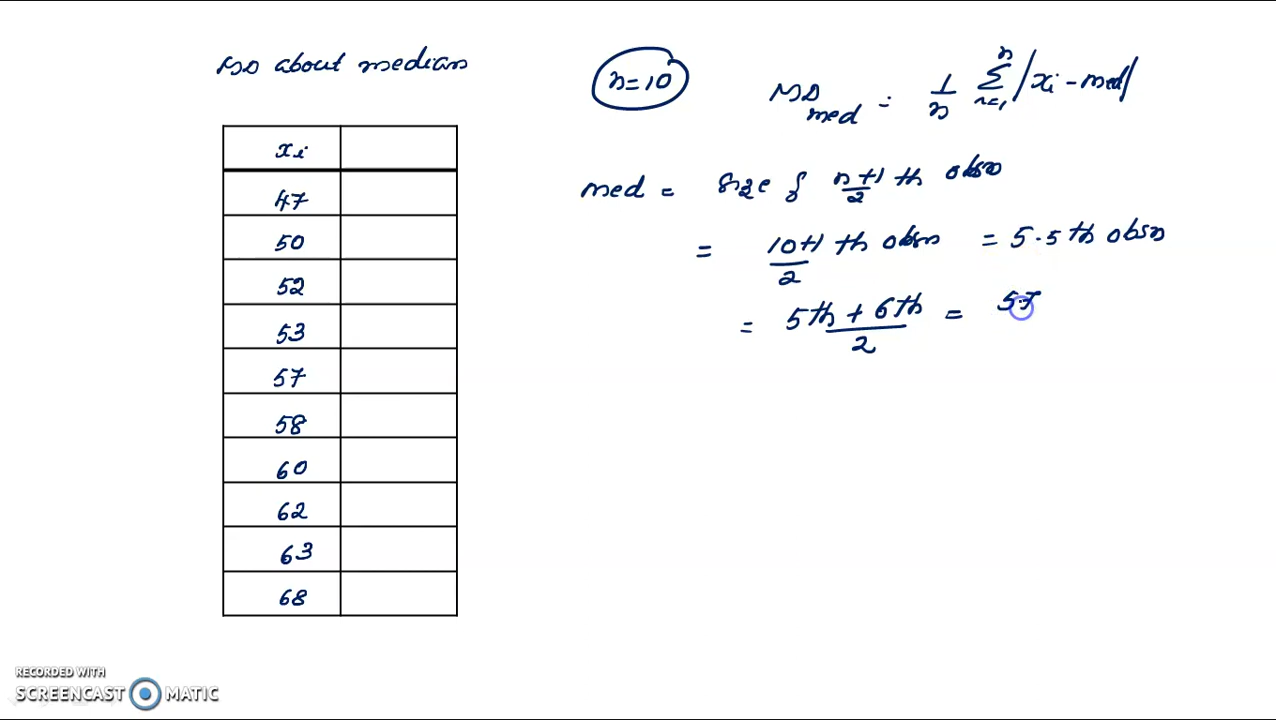 MD about median
n=10
MD med = 1/n Σ n i=1 |xi - med|
xi
47
50
52
53
57
58
60
62
63
68
med = size of n+1/2 th obsn
= 10+1/2 th obsn = 5.5th obsn
= 5th + 6th/2 = 57
RECORDED WITH
SCREENCAST MATIC